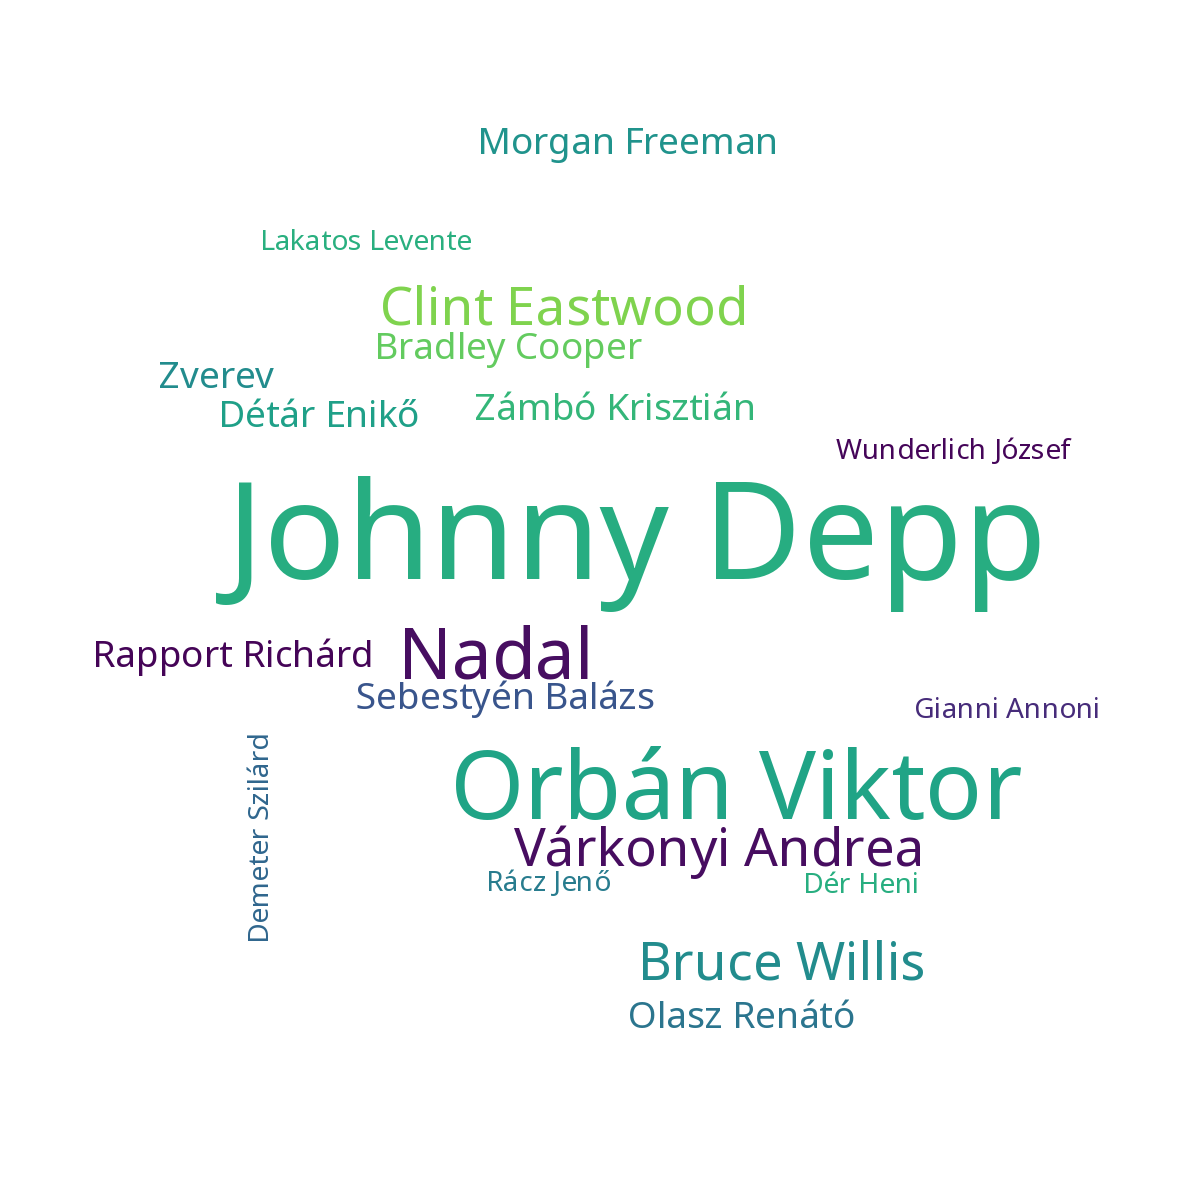 Morgan Freeman
Lakatos Levente
Clint Eastwood
Bradley Cooper
Zverev
Détár Enikő
Zámbó Krisztián
Wunderlich József
Johnny Depp
Rapport Richárd
Nadal
Sebestyén Balázs
Gianni Annoni
Demeter Szilárd
Orbán Viktor
Várkonyi Andrea
Rácz Jenő
Dér Heni
Bruce Willis
Olasz Renátó